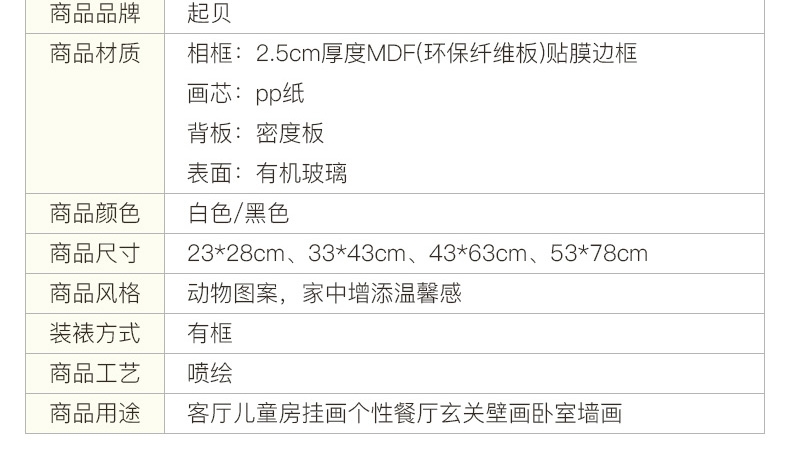 商品品牌 起贝
商品材质 相框：2.5cm厚度MDF(环保纤维板)贴膜边框
画芯：pp纸
背板：密度板
表面：有机玻璃
商品颜色 白色/黑色
商品尺寸 23*28cm、33*43cm、43*63cm、53*78cm
商品风格 动物图案，家中增添温馨感
装裱方式 有框
商品工艺 喷绘
商品用途 客厅儿童房挂画个性餐厅玄关壁画卧室墙画